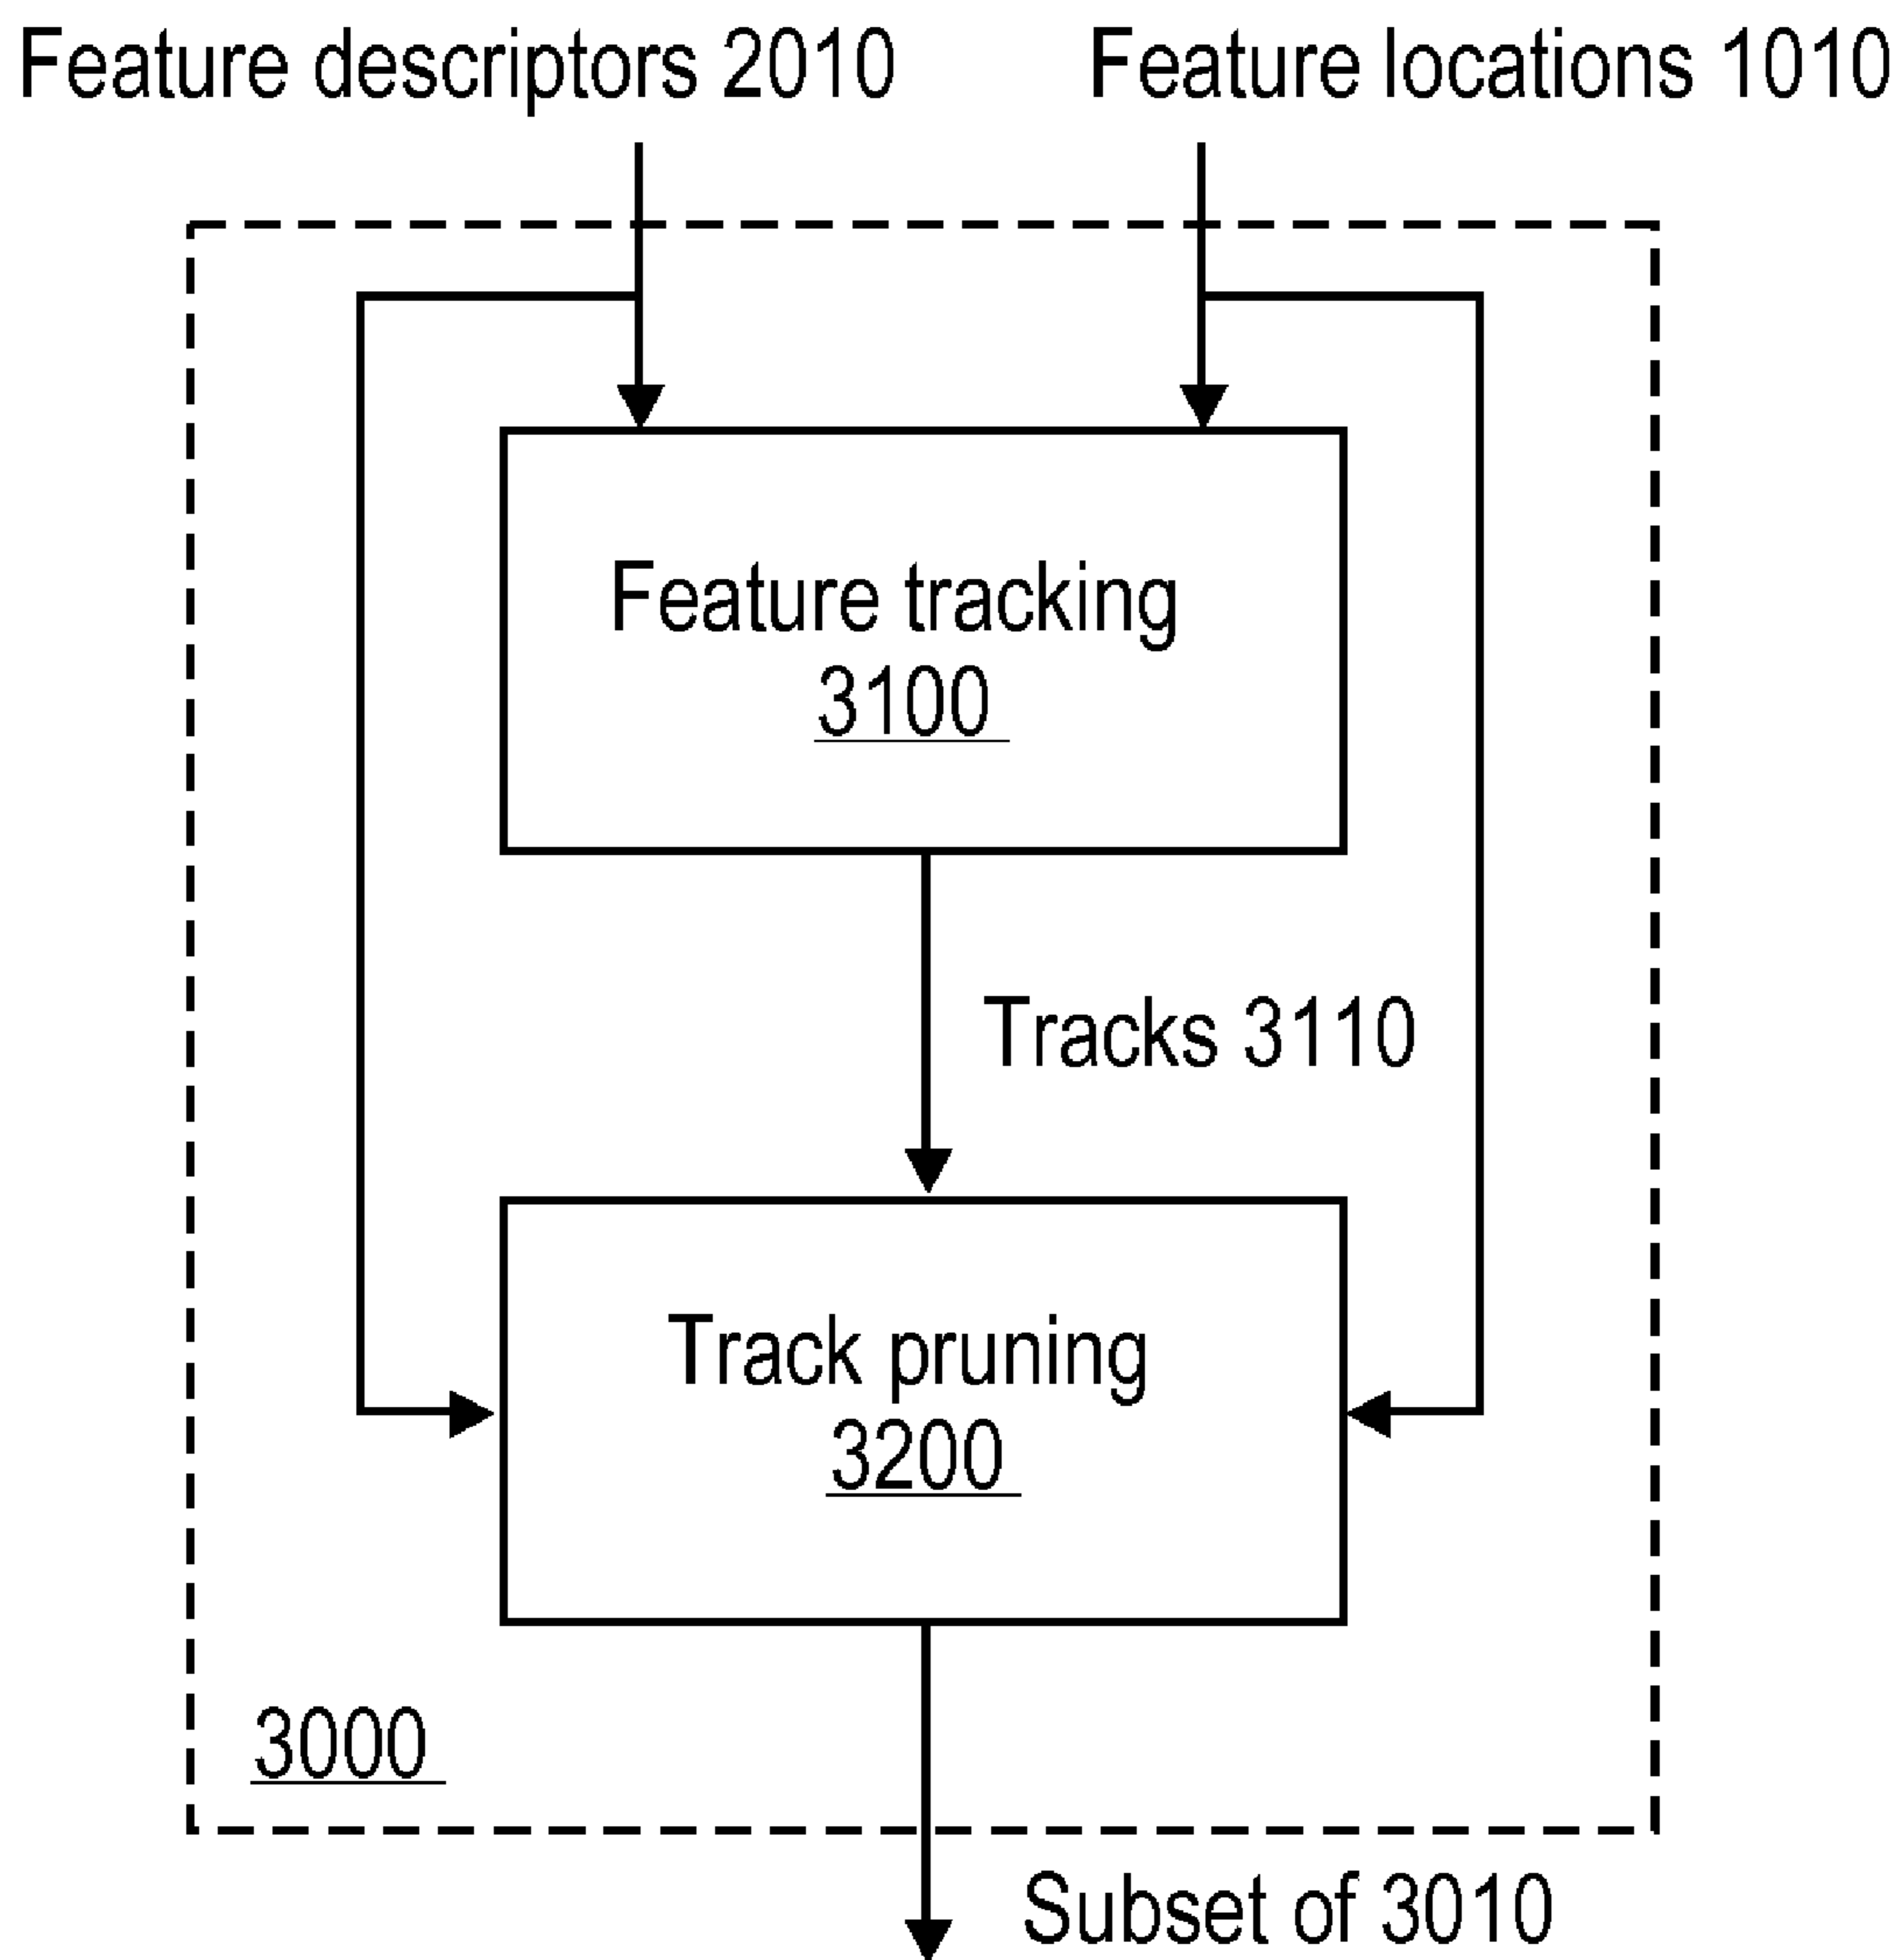 Feature descriptors 2010
Feature locations 1010
Feature tracking
3100
Tracks 3110
Track pruning
3200
3000
Subset of 3010